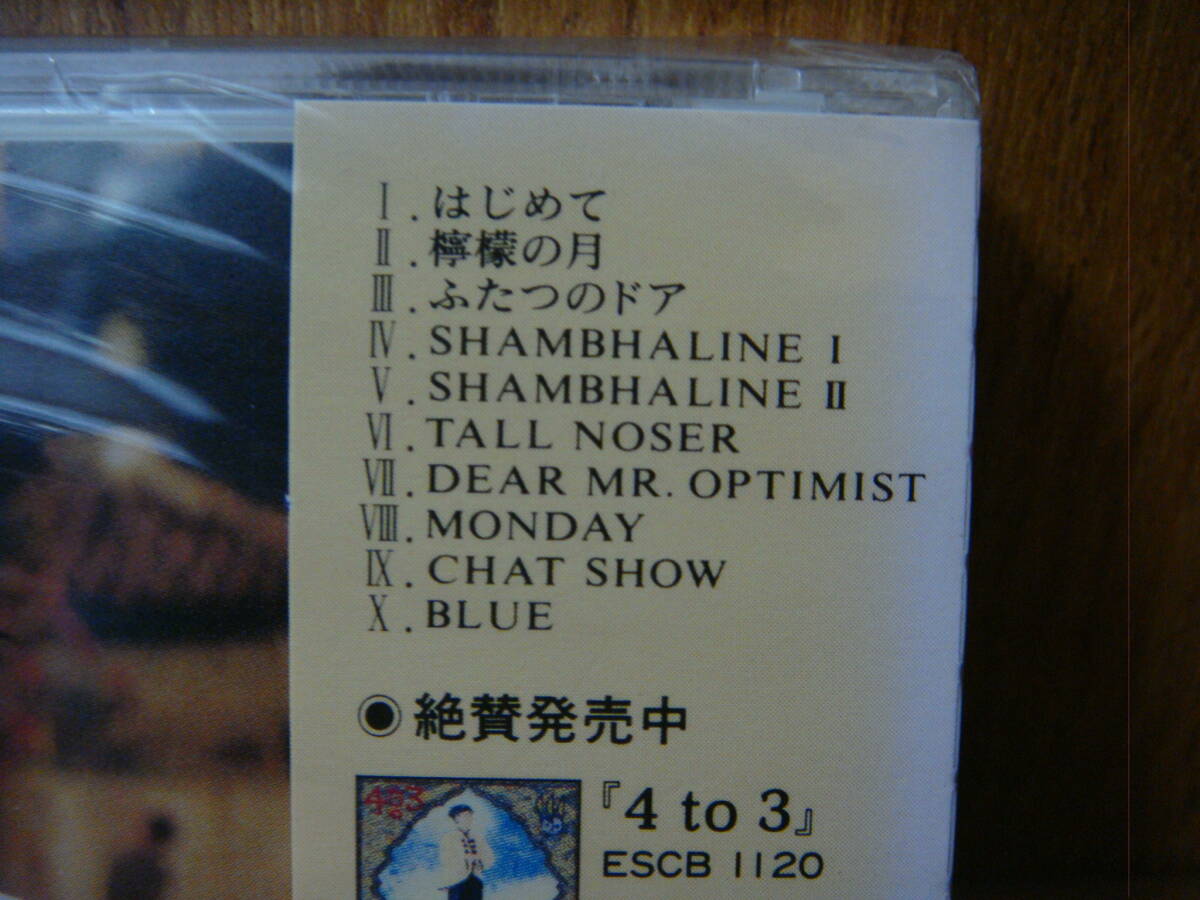 Ⅰ.はじめて
Ⅱ.檸檬の月
Ⅲ.ふたつのドア
Ⅳ.SHAMBHALINE Ⅰ
Ⅴ.SHAMBHALINE Ⅱ
Ⅵ.TALL NOSER
Ⅶ.DEAR MR. OPTIMIST
Ⅷ.MONDAY
Ⅸ.CHAT SHOW
Ⅹ.BLUE
◉絶賛発売中
4to3
『4 to 3』
ESCB 1120